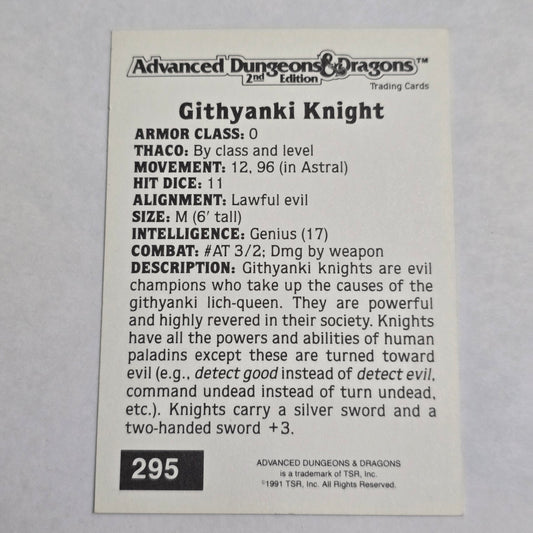 Advanced Dungeons & Dragons™
2nd Edition
Trading Cards
Githyanki Knight
ARMOR CLASS: 0
THACO: By class and level
MOVEMENT: 12, 96 (in Astral)
HIT DICE: 11
ALIGNMENT: Lawful evil
SIZE: M (6' tall)
INTELLIGENCE: Genius (17)
COMBAT: #AT 3/2; Dmg by weapon
DESCRIPTION: Githyanki knights are evil
champions who take up the causes of the
githyanki lich-queen. They are powerful
and highly revered in their society. Knights
have all the powers and abilities of human
paladins except these are turned toward
evil (e.g., detect good instead of detect evil,
command undead instead of turn undead,
etc.). Knights carry a silver sword and a
two-handed sword +3.
295
ADVANCED DUNGEONS & DRAGONS
is a trademark of TSR, Inc.
©1991 TSR, Inc. All Rights Reserved.